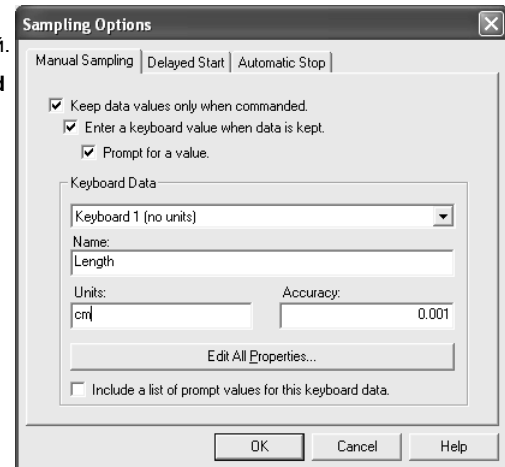 Sampling Options
й.
Manual Sampling Delayed Start Automatic Stop
d
Keep data values only when commanded.
Enter a keyboard value when data is kept.
Prompt for a value.
Keyboard Data
Keyboard 1 (no units)
Name:
Length
Units: Accuracy:
cm 0.001
Edit All Properties...
Include a list of prompt values for this keyboard data.
OK Cancel Help